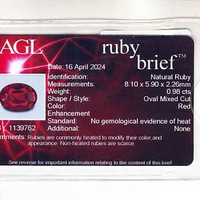 AGL
ruby
brief™
Date: 16 April 2024
Identification: Natural Ruby
Measurements: 8.10 x 5.90 x 2.26mm
Weight: 0.98 cts
Shape / Style: Oval Mixed Cut
Color: Red
Enhancement
Standard: No gemological evidence of heat
Additional: None
1139762
Comments: Rubies are commonly heated to modify their color and
appearance. Non-heated rubies are scarce
See reverse for important information relating to the content of this brief